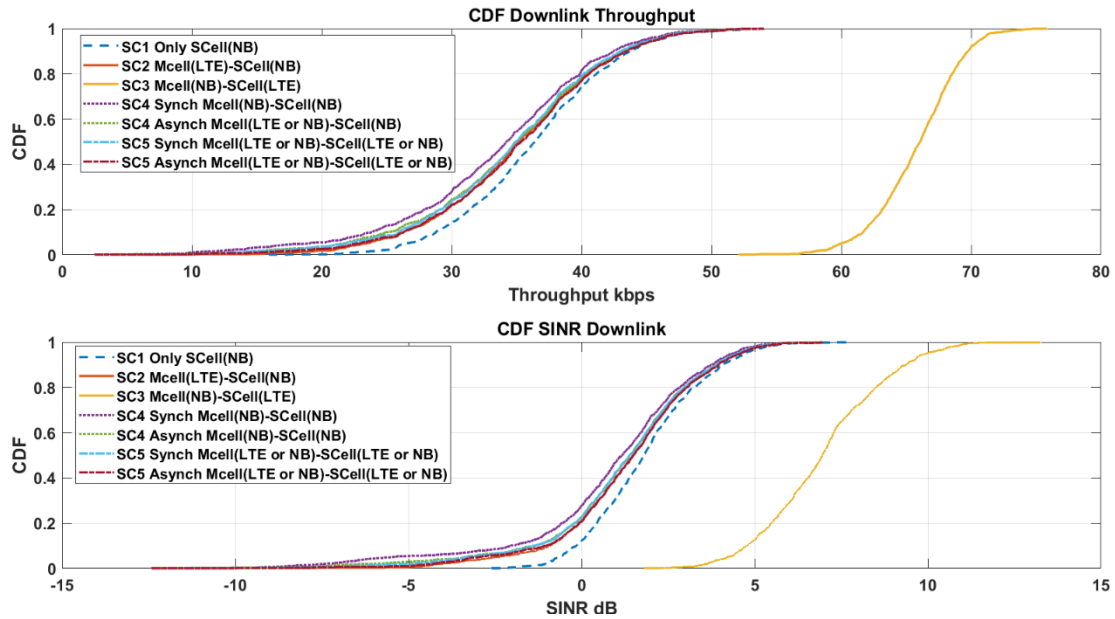 CDF Downlink Throughput
1
0.8
0.6
0.4
0.2
0
CDF
SC1 Only SCell(NB)
SC2 Mcell(LTE)-SCell(NB)
SC3 Mcell(NB)-SCell(LTE)
SC4 Synch Mcell(NB)-SCell(NB)
SC4 Asynch Mcell(LTE or NB)-SCell(NB)
SC5 Synch Mcell(LTE or NB)-SCell(LTE or NB)
SC5 Asynch Mcell(LTE or NB)-SCell(LTE or NB)
0 10 20 30 40 50 60 70 80
Throughput kbps
CDF SINR Downlink
1
0.8
0.6
0.4
0.2
0
CDF
SC1 Only SCell(NB)
SC2 Mcell(LTE)-SCell(NB)
SC3 Mcell(NB)-SCell(LTE)
SC4 Synch Mcell(NB)-SCell(NB)
SC4 Asynch Mcell(NB)-SCell(NB)
SC5 Synch Mcell(LTE or NB)-SCell(LTE or NB)
SC5 Asynch Mcell(LTE or NB)-SCell(LTE or NB)
-15 -10 -5 0 5 10 15
SINR dB